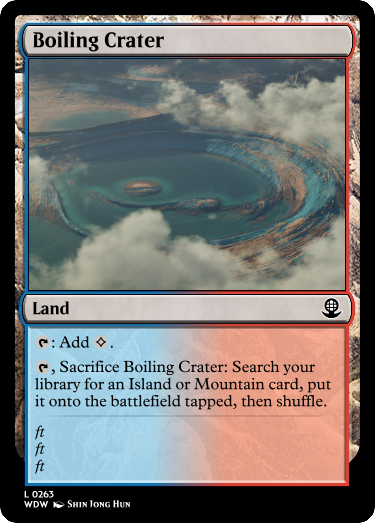 Boiling Crater
Land
: Add .
, Sacrifice Boiling Crater: Search your
library for an Island or Mountain card, put
it onto the battlefield tapped, then shuffle.
ft
ft
ft
L 0263
WDW Shin Jong Hun